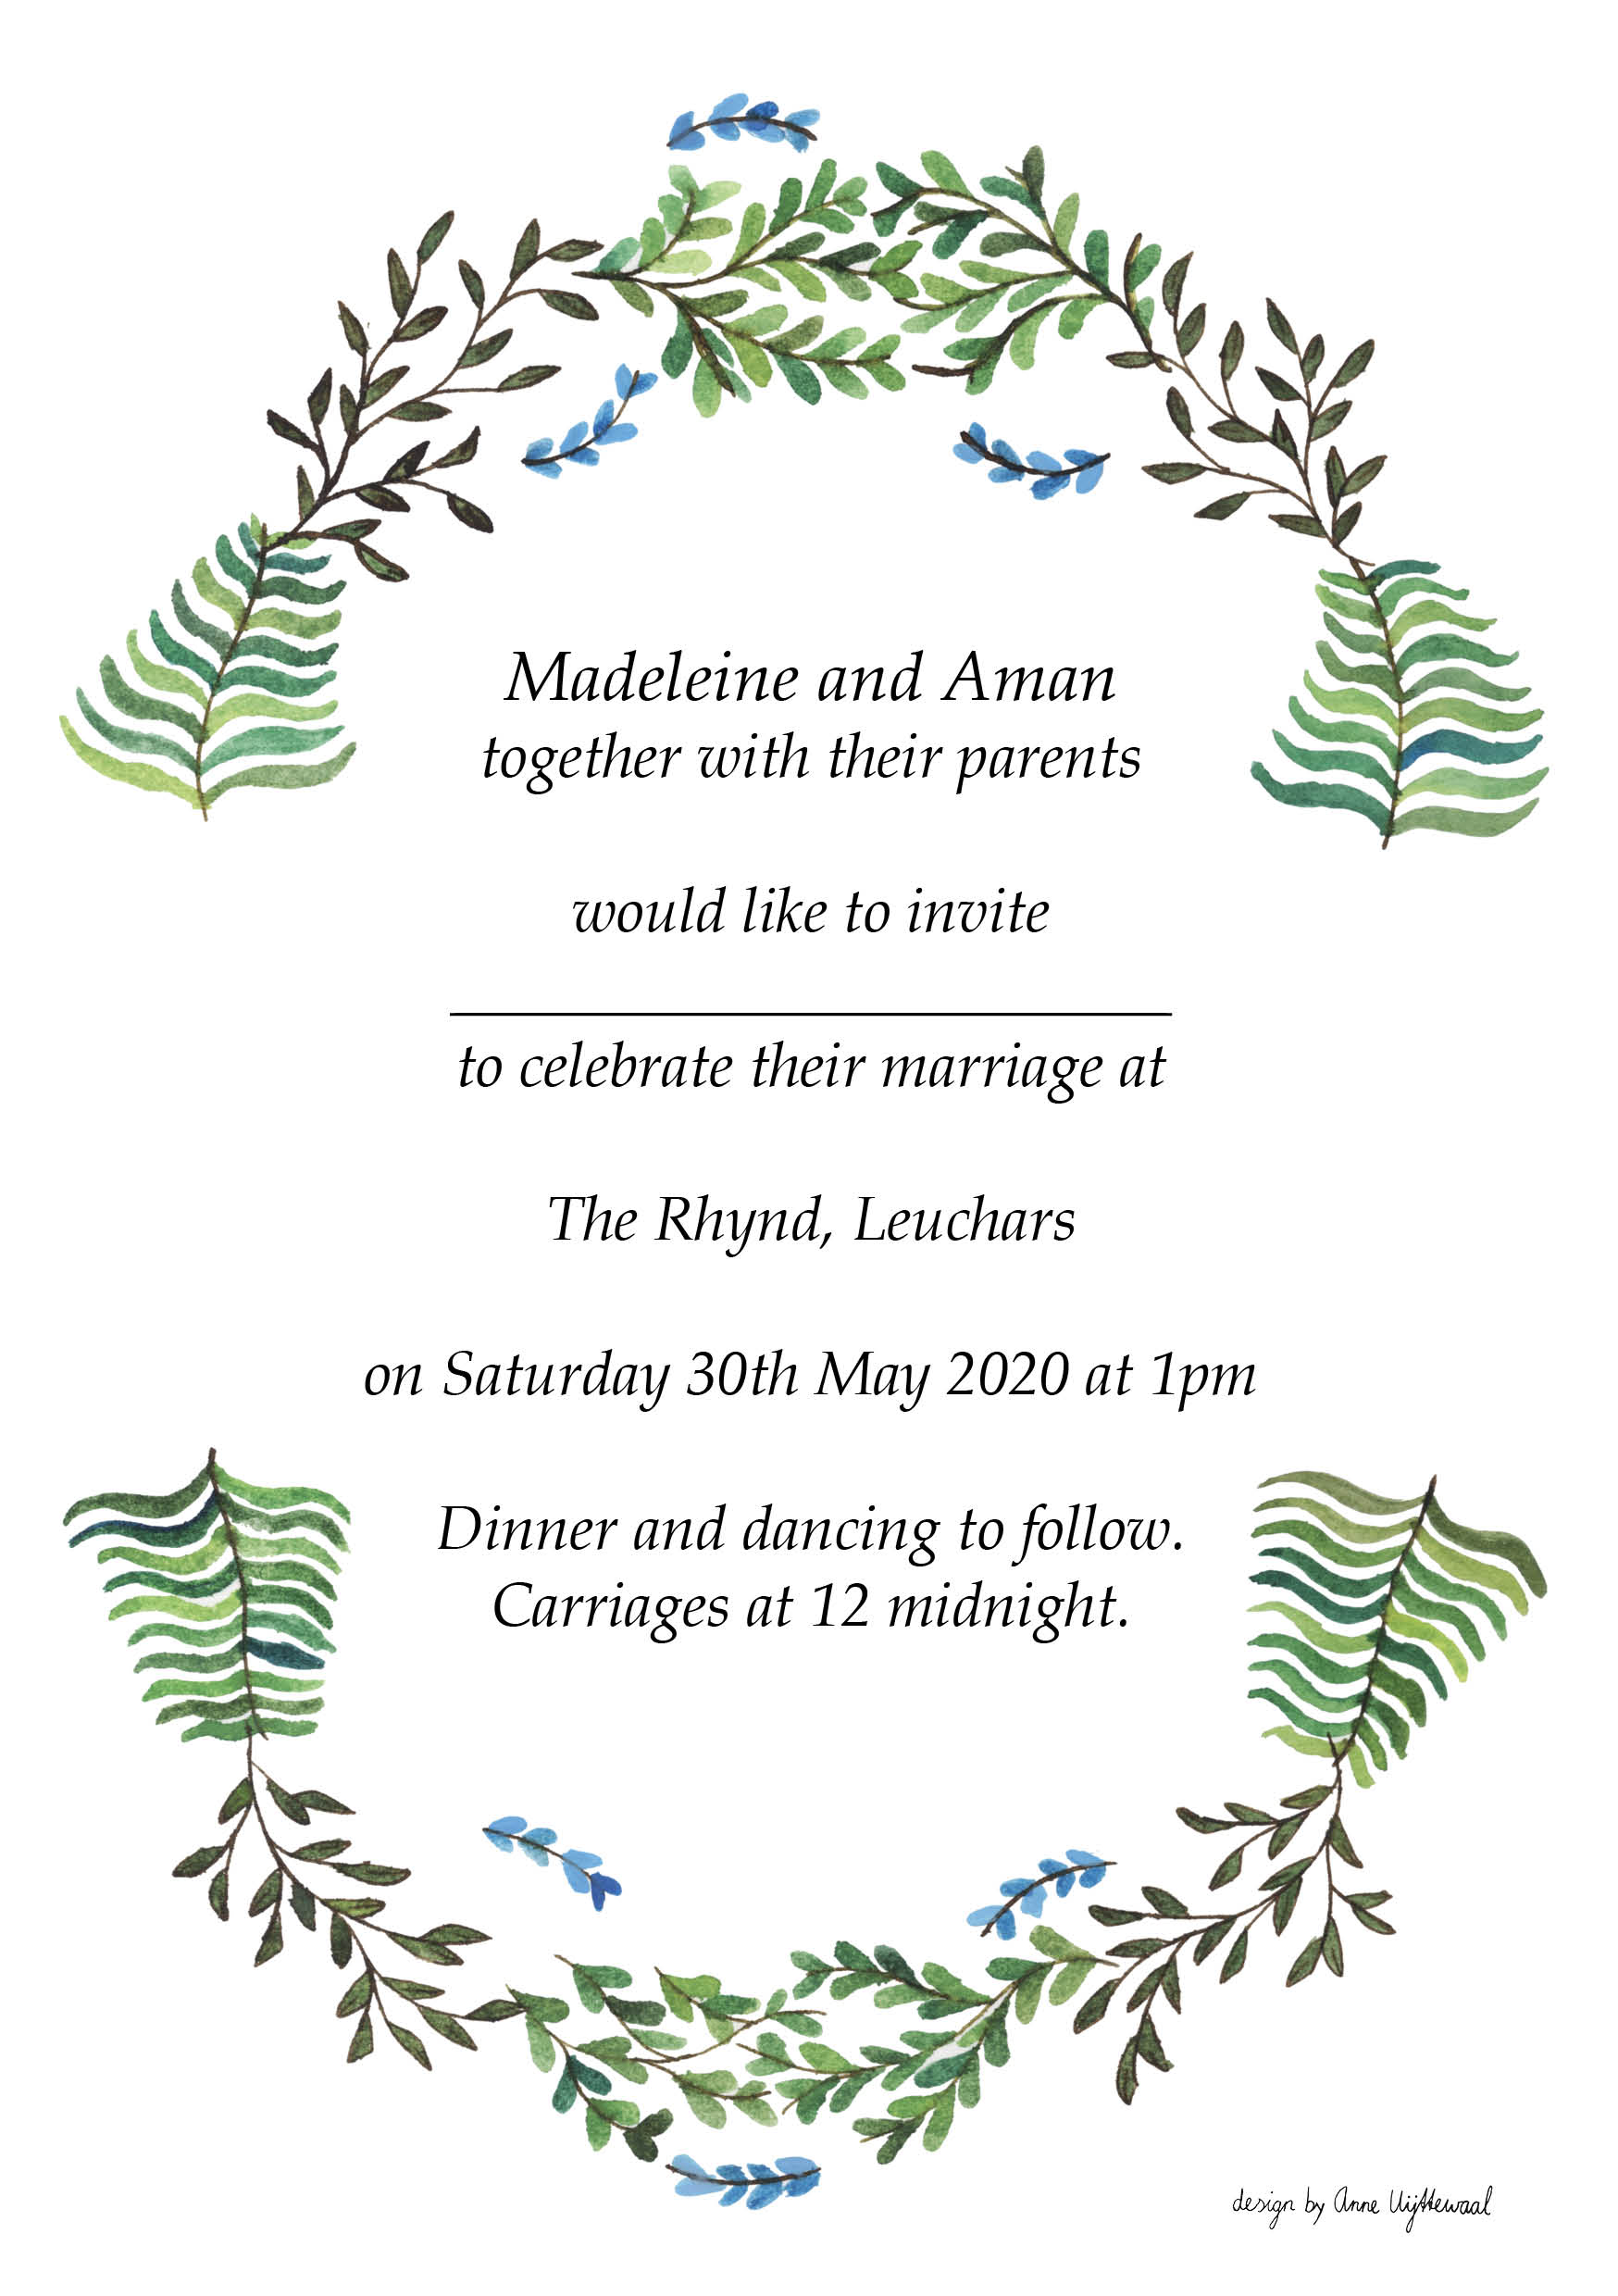 Madeleine and Aman
together with their parents
would like to invite
to celebrate their marriage at
The Rhynd, Leuchars
on Saturday 30th May 2020 at 1pm
Dinner and dancing to follow.
Carriages at 12 midnight.
design by Anne Uijttewaal